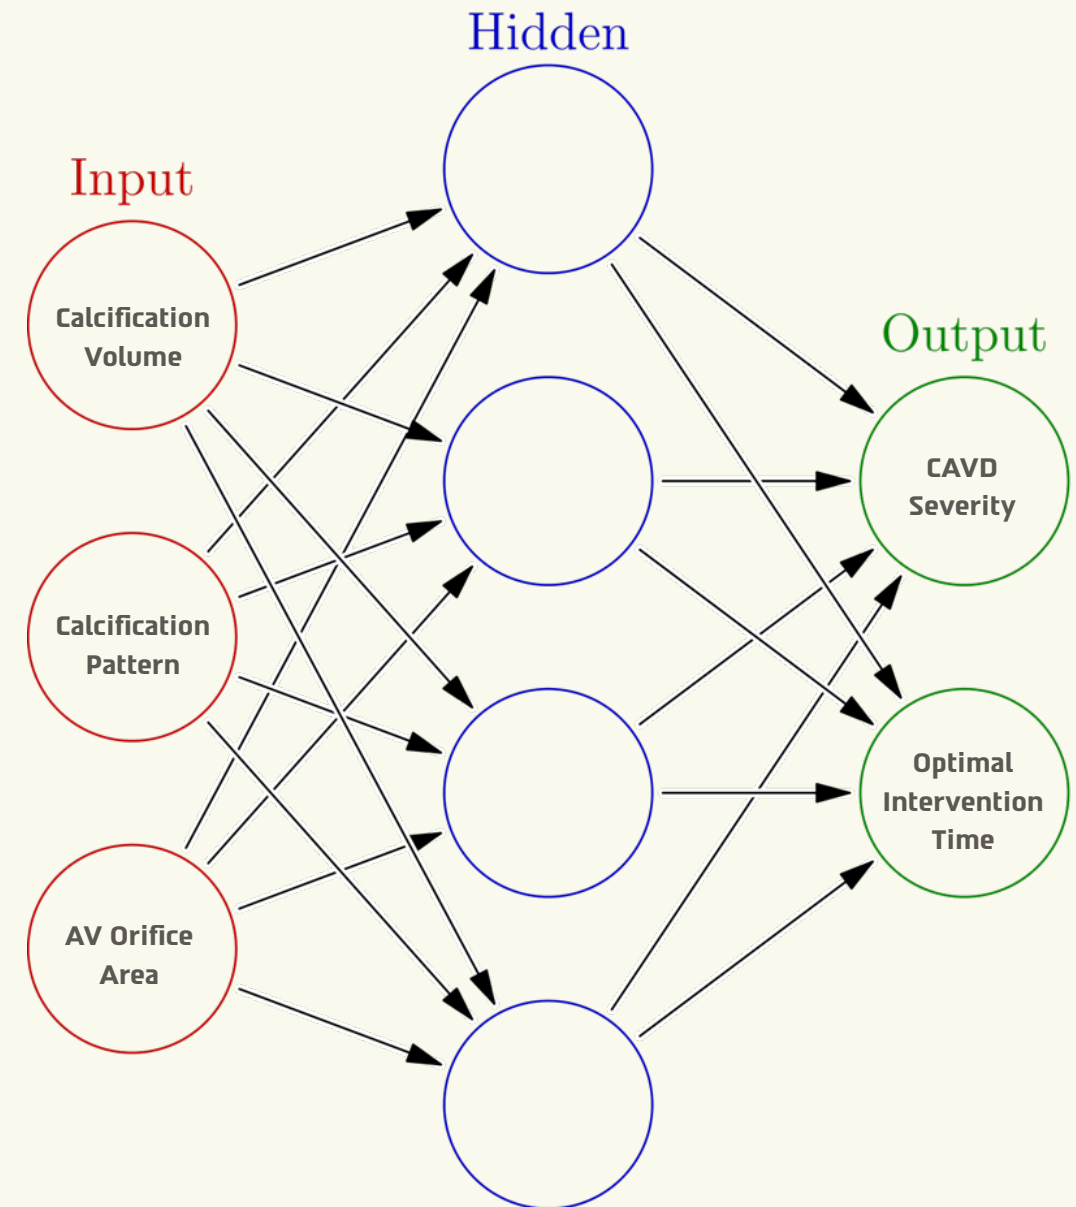 Hidden
Input
Calcification
Volume
Calcification
Pattern
AV Orifice
Area
Output
CAVD
Severity
Optimal
Intervention
Time